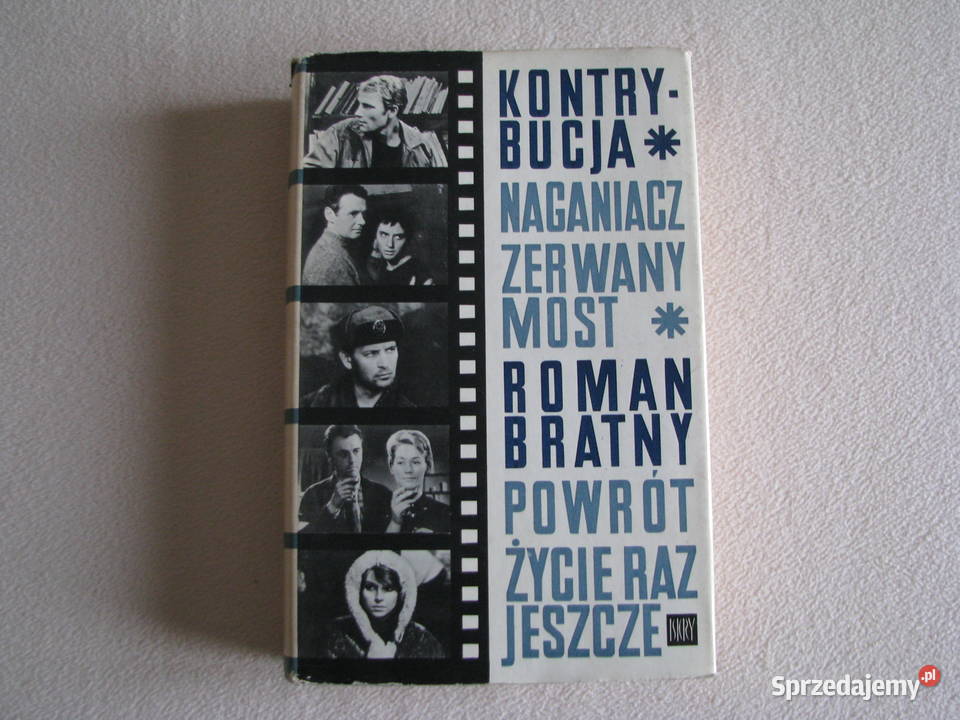 KONTRY-
BUCJA *
NAGANIACZ
ZERWANY
MOST *
ROMAN
BRATNY
POWRÓT
ŻYCIE RAZ
JESZCZE ISKRY
Sprzedajemy.pl